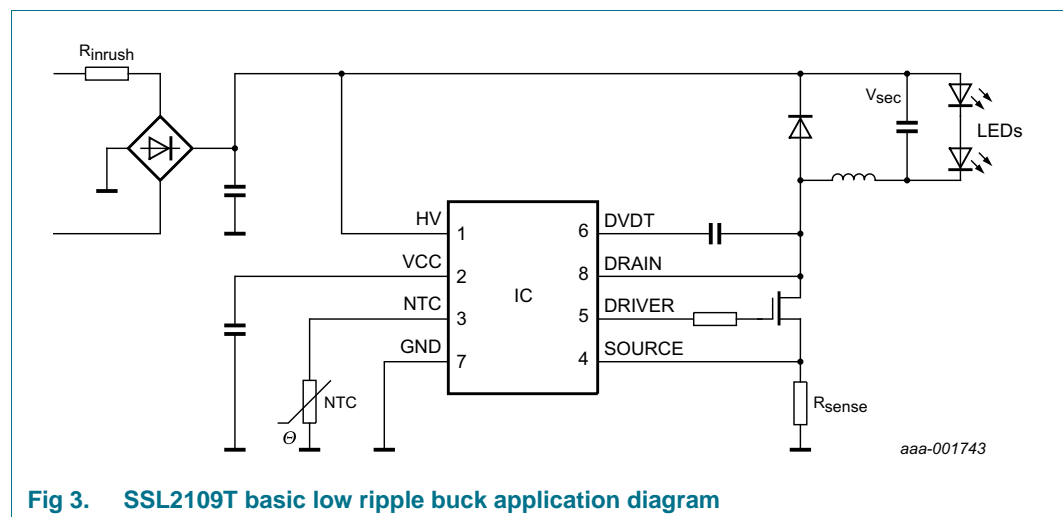 Rinrush
Vsec
LEDs
HV
1
6
DVDT
VCC
2
8
DRAIN
NTC
3
IC
5
DRIVER
GND
7
4
SOURCE
NTC
Θ
Rsense
aaa-001743
Fig 3. SSL2109T basic low ripple buck application diagram